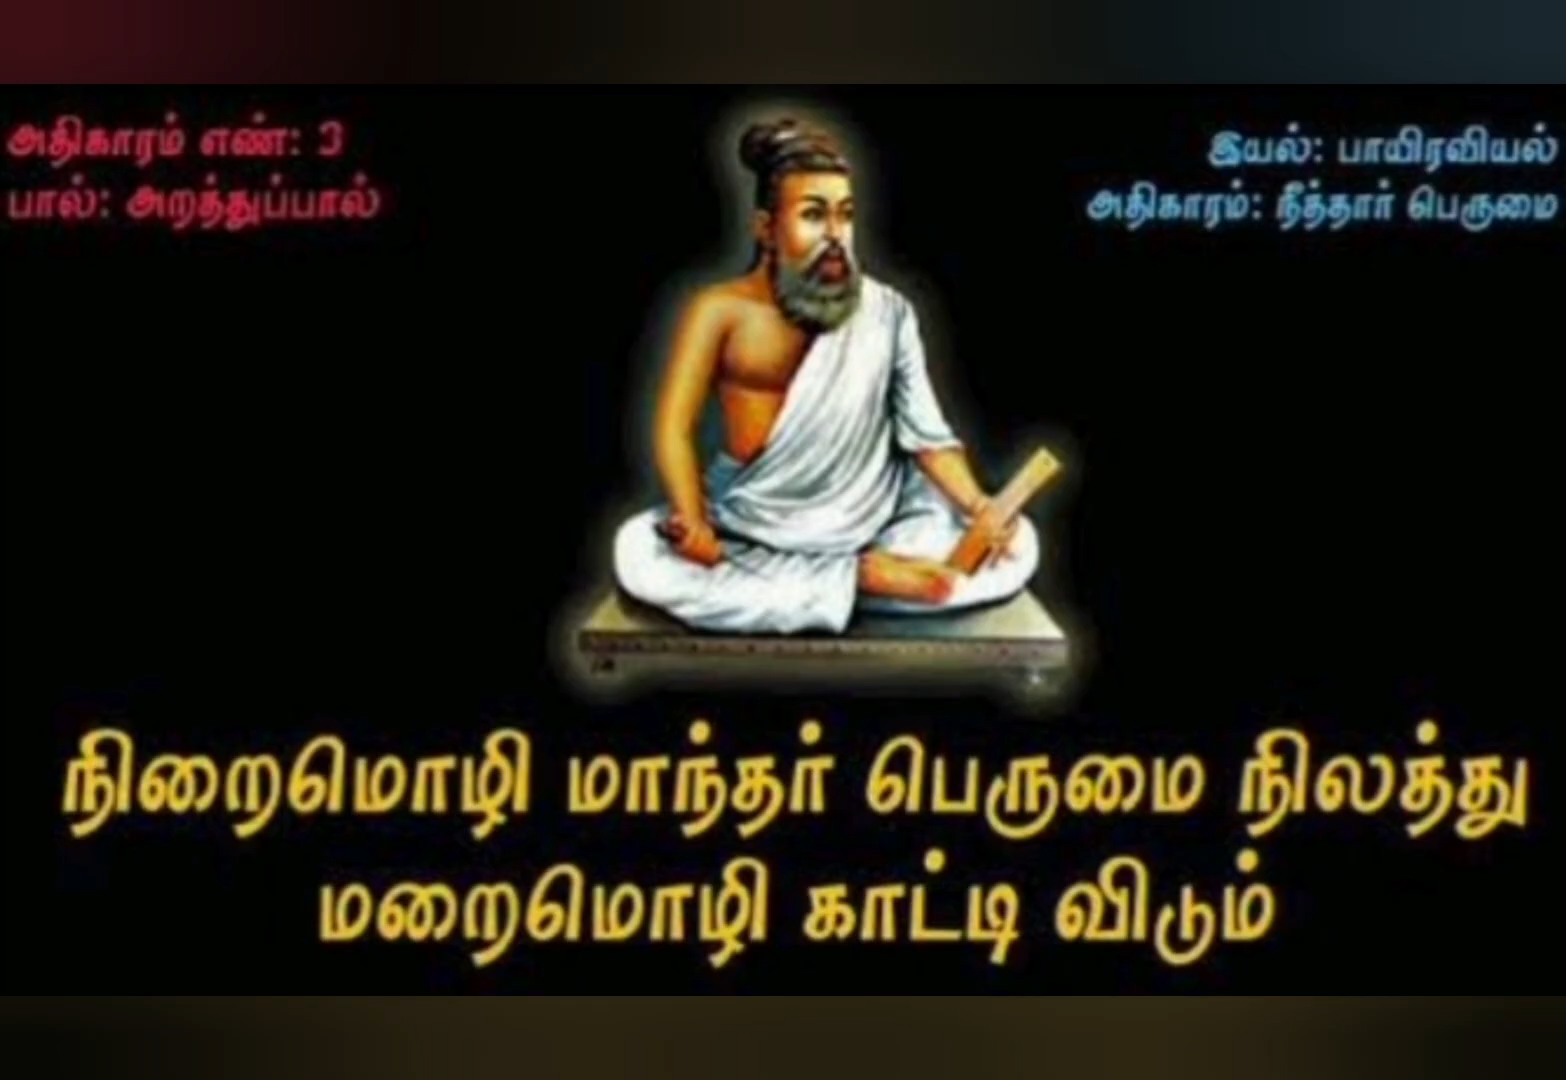 அதிகாரம் எண்: 3
பால்: அறத்துப்பால்
இயல்: பாயிரவியல்
அதிகாரம்: நீத்தார் பெருமை
நிறைமொழி மாந்தர் பெருமை நிலத்து
மறைமொழி காட்டி விடும்